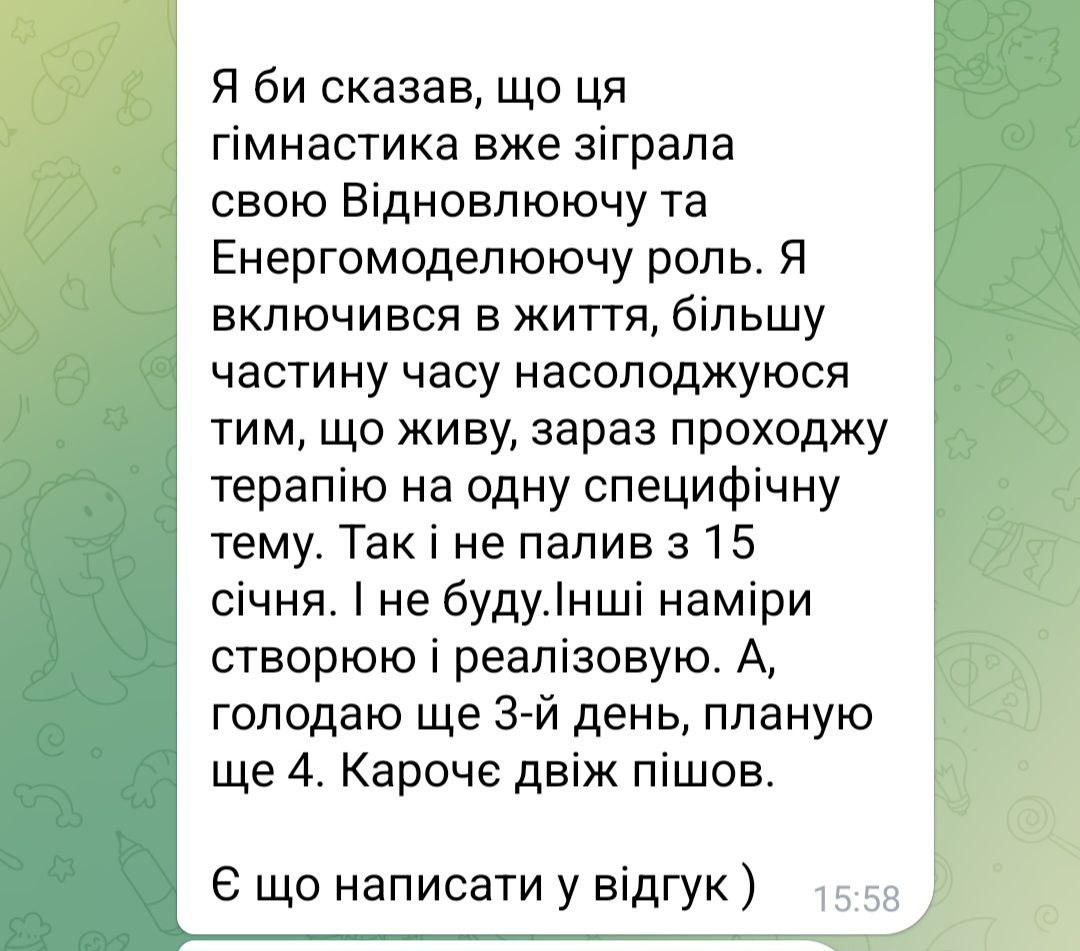 Я би сказав, що ця
гімнастика вже зіграла
свою Відновлюючу та
Енергомоделюючу роль. Я
включився в життя, більшу
частину часу насолоджуюся
тим, що живу, зараз проходжу
терапію на одну специфічну
тему. Так і не палив з 15
січня. І не буду.Інші наміри
створюю і реалізовую. А,
голодаю ще 3-й день, планую
ще 4. Карочє двіж пішов.
Є що написати у відгук )
15:58